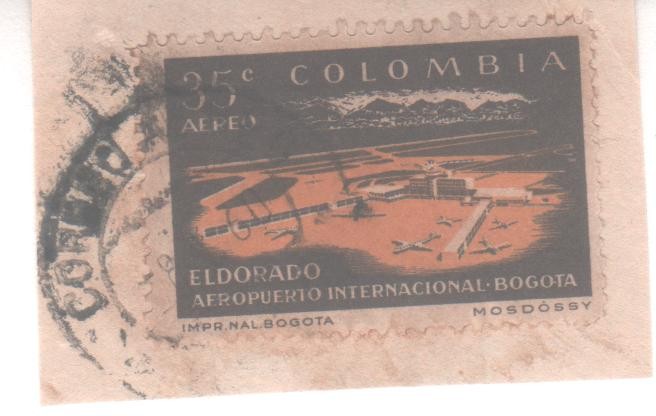 35c COLOMBIA
AEREO
ELDORADO
AEROPUERTO INTERNACIONAL·BOGOTA
IMPR.NAL.BOGOTA MOSDÓSSY
CORREO